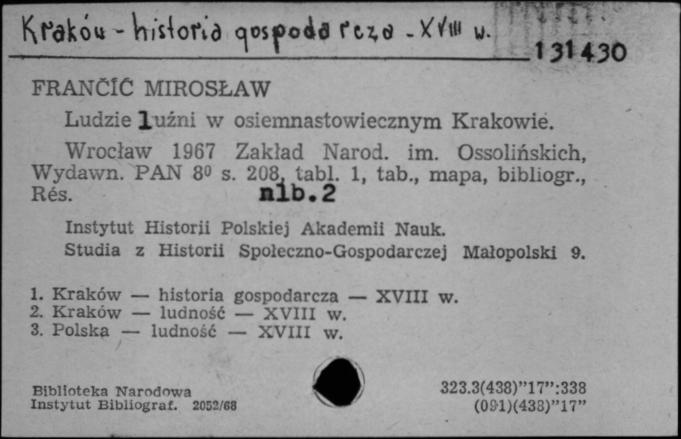 Kraków - historia gospodarcza - XVIII w.
131430
FRANČIĆ MIROSŁAW
Ludzie luźni w osiemnastowiecznym Krakowie.
Wrocław 1967 Zakład Narod. im. Ossolińskich,
Wydawn. PAN 8⁰ s. 208, tabl. 1, tab., mapa, bibliogr.,
Rés. nlb.2
Instytut Historii Polskiej Akademii Nauk.
Studia z Historii Społeczno-Gospodarczej Małopolski 9.
1. Kraków — historia gospodarcza — XVIII w.
2. Kraków — ludność — XVIII w.
3. Polska — ludność — XVIII w.
Biblioteka Narodowa 323.3(438)"17":338
Instytut Bibliograf. 2052/68 (091)(438)"17"